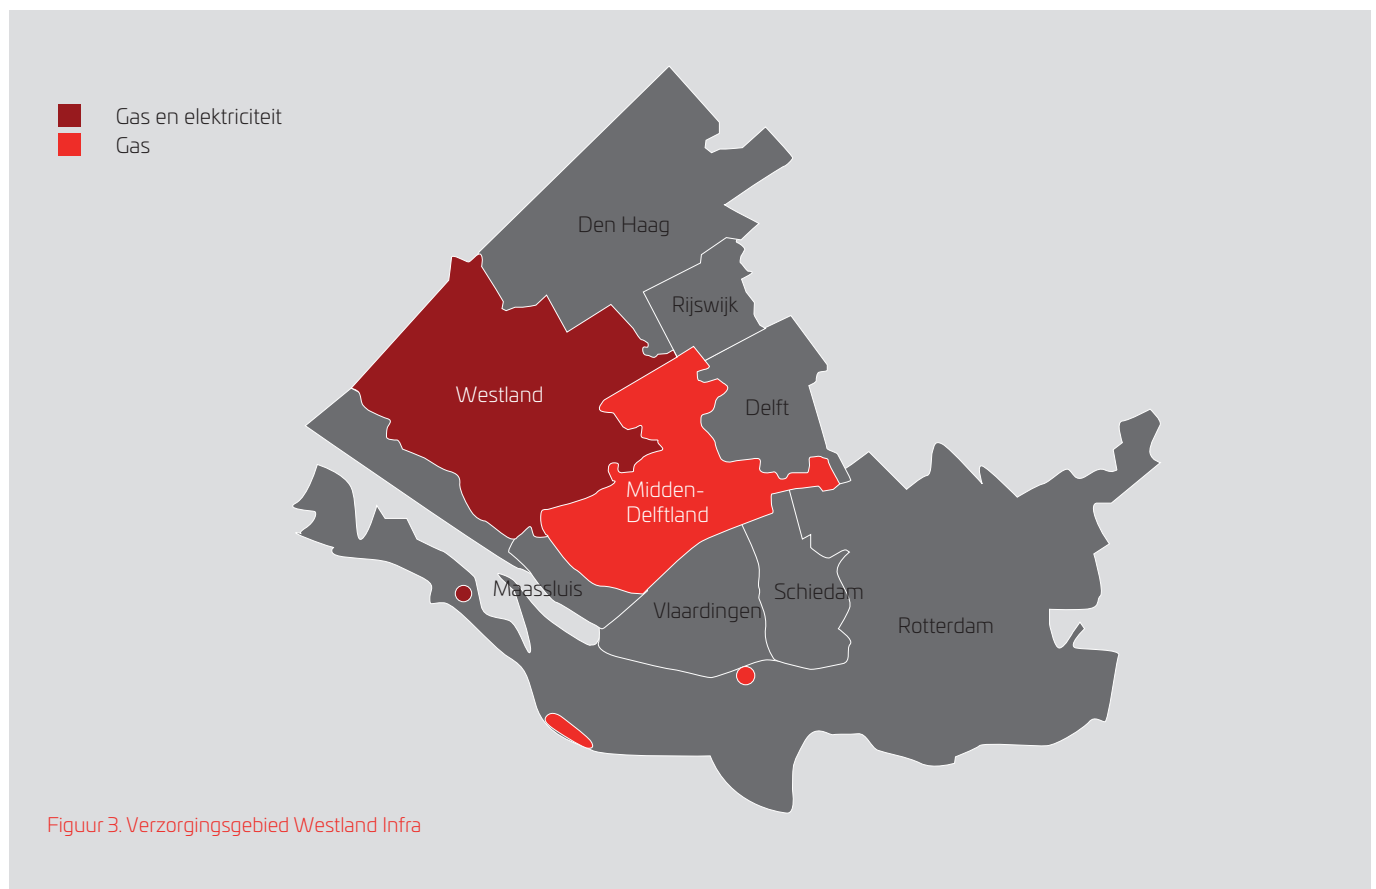 Gas en elektriciteit
Gas
Den Haag
Rijswijk
Westland
Delft
Midden-
Delftland
Maassluis
Schiedam
Vlaardingen
Rotterdam
Figuur 3. Verzorgingsgebied Westland Infra